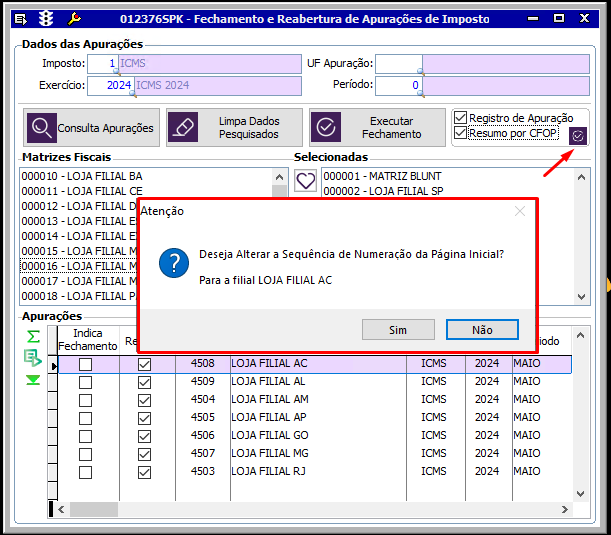 012376SPK - Fechamento e Reabertura de Apurações de Imposto
Dados das Apurações
Imposto: 1 ICMS UF Apuração:
Exercício: 2024 ICMS 2024 Período: 0
Consulta Apurações
Limpa Dados
Pesquisados
Executar
Fechamento
Registro de Apuração
Resumo por CFOP
Matrizes Fiscais
000010 - LOJA FILIAL BA
000011 - LOJA FILIAL CE
000012 - LOJA FILIAL D
000013 - LOJA FILIAL E
000014 - LOJA FILIAL E
000015 - LOJA FILIAL M
000016 - LOJA FILIAL M
000017 - LOJA FILIAL M
000018 - LOJA FILIAL P
Selecionadas
000001 - MATRIZ BLUNT
000002 - LOJA FILIAL SP
Atenção
Deseja Alterar a Sequência de Numeração da Página Inicial?
Para a filial LOJA FILIAL AC
Sim Não
Apurações
Indica
Fechamento
Re
iodo
4508 LOJA FILIAL AC ICMS 2024 MAIO
4509 LOJA FILIAL AL ICMS 2024 MAIO
4504 LOJA FILIAL AM ICMS 2024 MAIO
4505 LOJA FILIAL AP ICMS 2024 MAIO
4506 LOJA FILIAL GO ICMS 2024 MAIO
4507 LOJA FILIAL MG ICMS 2024 MAIO
4503 LOJA FILIAL RJ ICMS 2024 MAIO